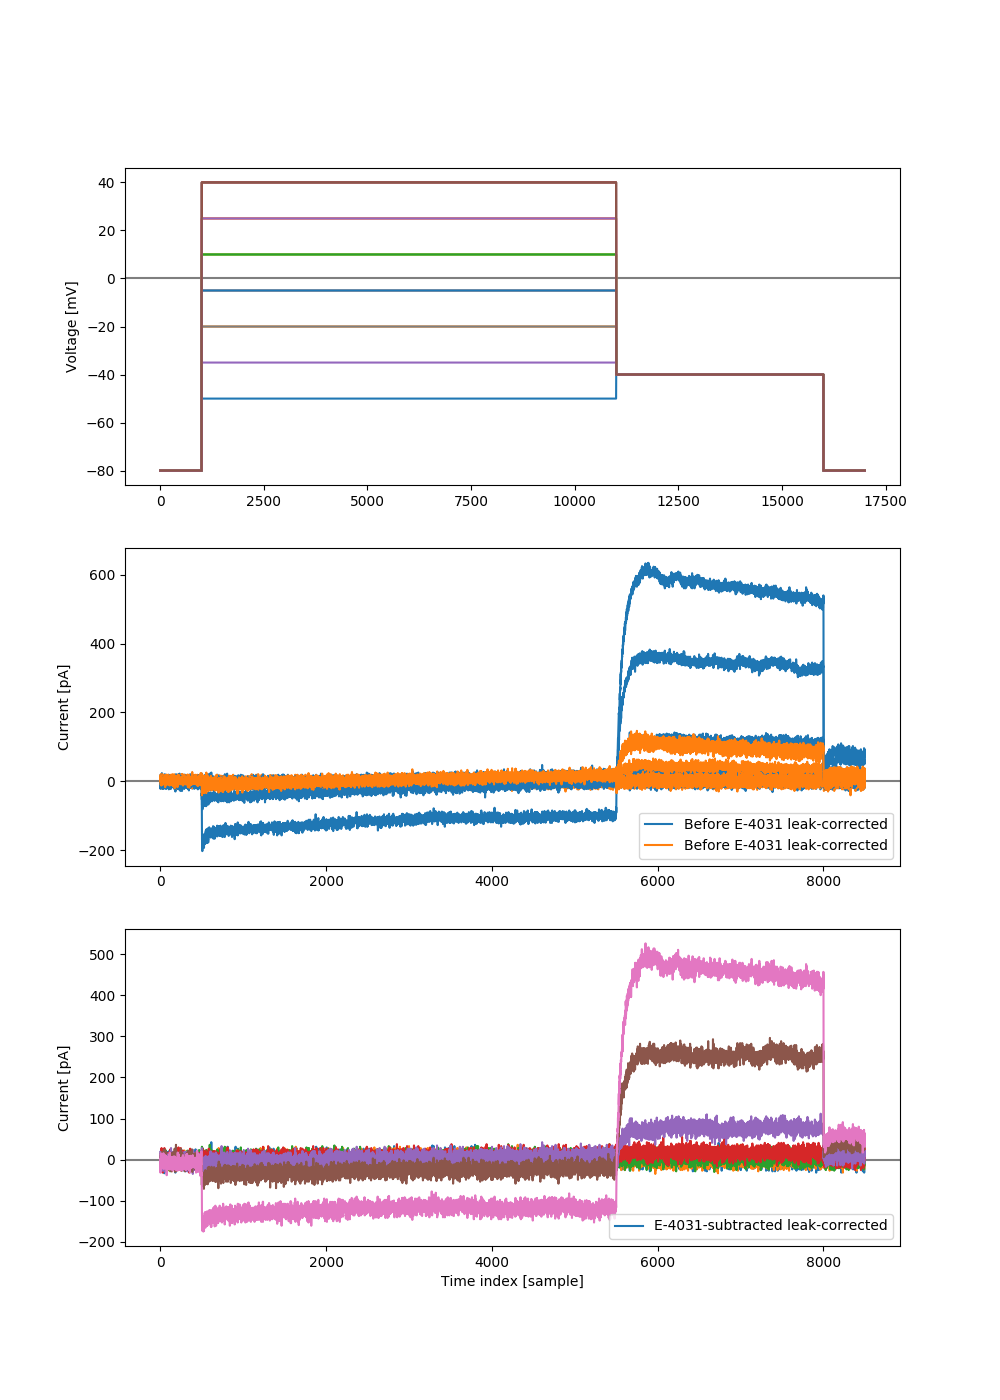 40
20
0
−20
−40
−60
−80
Voltage [mV]
0 2500 5000 7500 10000 12500 15000 17500
600
400
200
0
−200
Current [pA]
Before E-4031 leak-corrected
Before E-4031 leak-corrected
0 2000 4000 6000 8000
500
400
300
200
100
0
−100
−200
Current [pA]
E-4031-subtracted leak-corrected
0 2000 4000 6000 8000
Time index [sample]